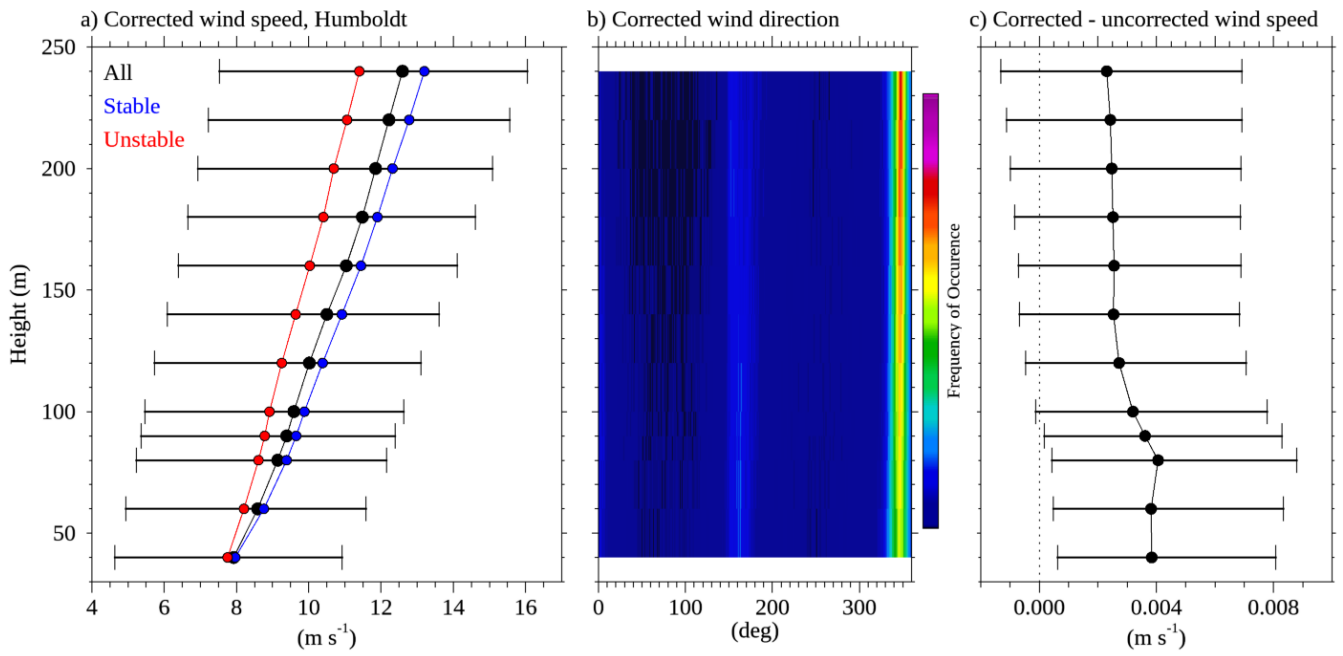 a) Corrected wind speed, Humboldt
b) Corrected wind direction
c) Corrected - uncorrected wind speed
250
200
150
100
50
Height (m)
All
Stable
Unstable
4 6 8 10 12 14 16
(m s⁻¹)
0 100 200 300
(deg)
Frequency of Occurence
0.000 0.004 0.008
(m s⁻¹)